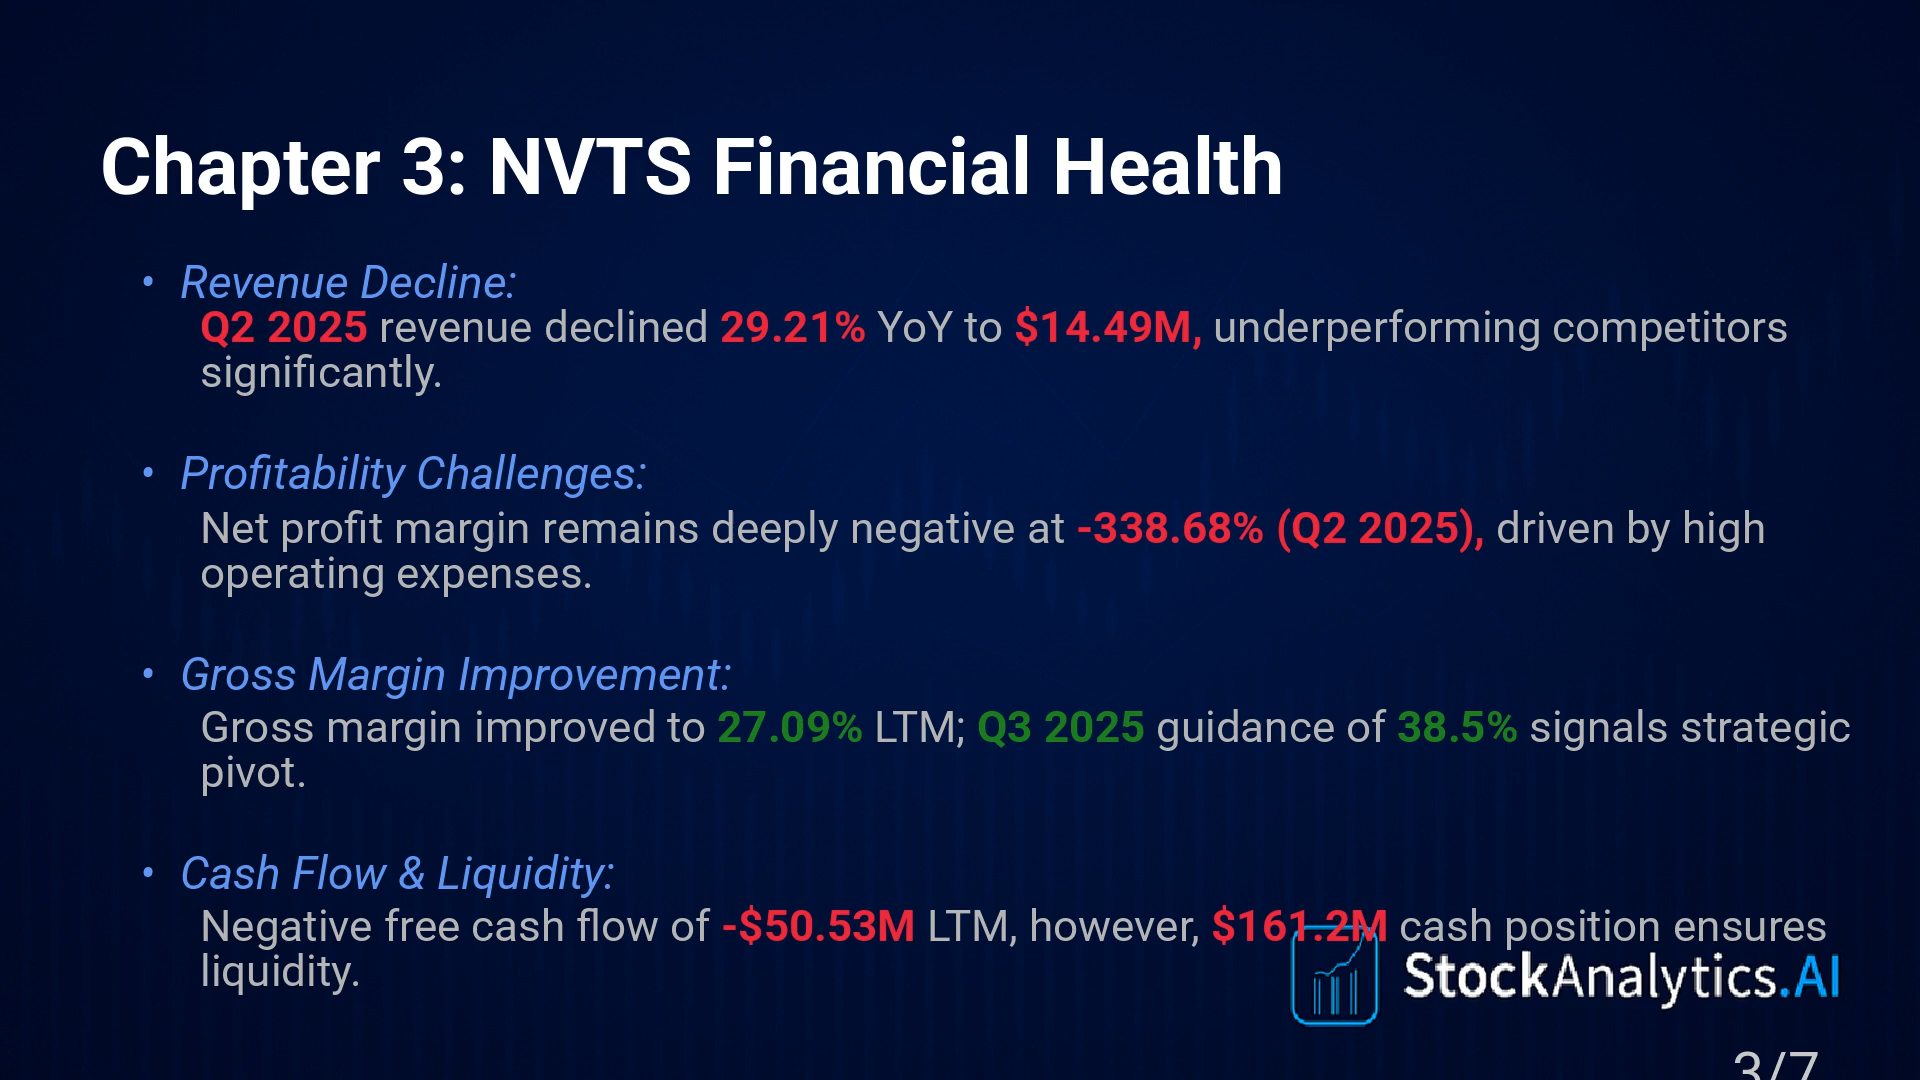 Chapter 3: NVTS Financial Health
• Revenue Decline:
Q2 2025 revenue declined 29.21% YoY to $14.49M, underperforming competitors
significantly.
• Profitability Challenges:
Net profit margin remains deeply negative at -338.68% (Q2 2025), driven by high
operating expenses.
• Gross Margin Improvement:
Gross margin improved to 27.09% LTM; Q3 2025 guidance of 38.5% signals strategic
pivot.
• Cash Flow & Liquidity:
Negative free cash flow of -$50.53M LTM, however, $161.2M cash position ensures
liquidity.
StockAnalytics.AI
3/7